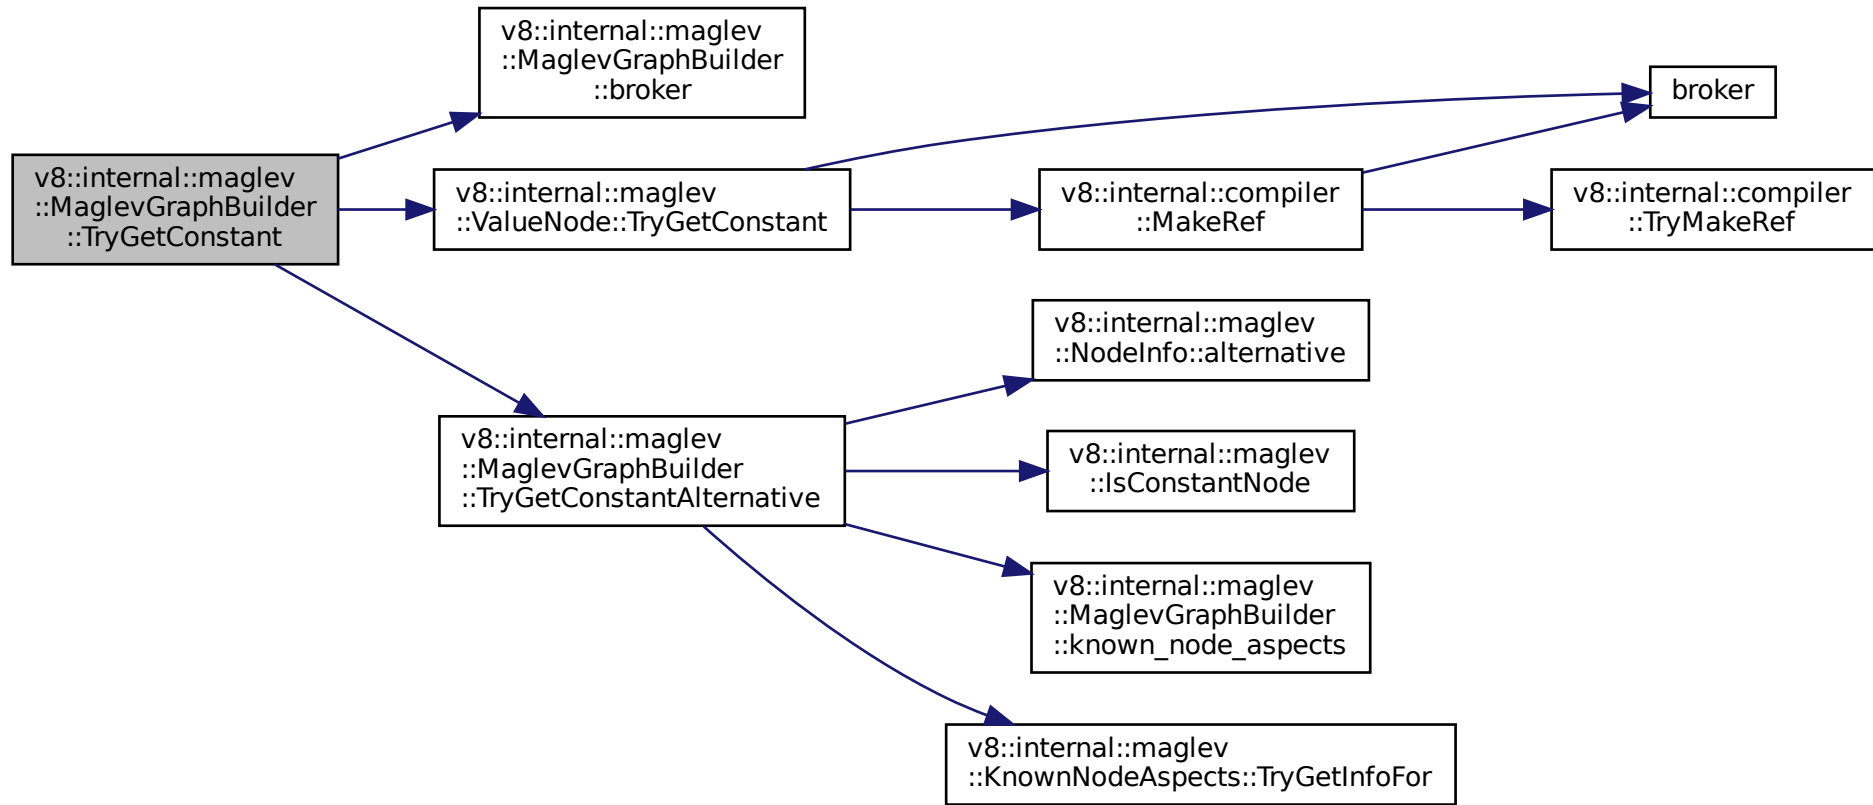 v8::internal::maglev
::MaglevGraphBuilder
::TryGetConstant
v8::internal::maglev
::MaglevGraphBuilder
::broker
v8::internal::maglev
::ValueNode::TryGetConstant
v8::internal::compiler
::MakeRef
broker
v8::internal::compiler
::TryMakeRef
v8::internal::maglev
::MaglevGraphBuilder
::TryGetConstantAlternative
v8::internal::maglev
::NodeInfo::alternative
v8::internal::maglev
::IsConstantNode
v8::internal::maglev
::MaglevGraphBuilder
::known_node_aspects
v8::internal::maglev
::KnownNodeAspects::TryGetInfoFor